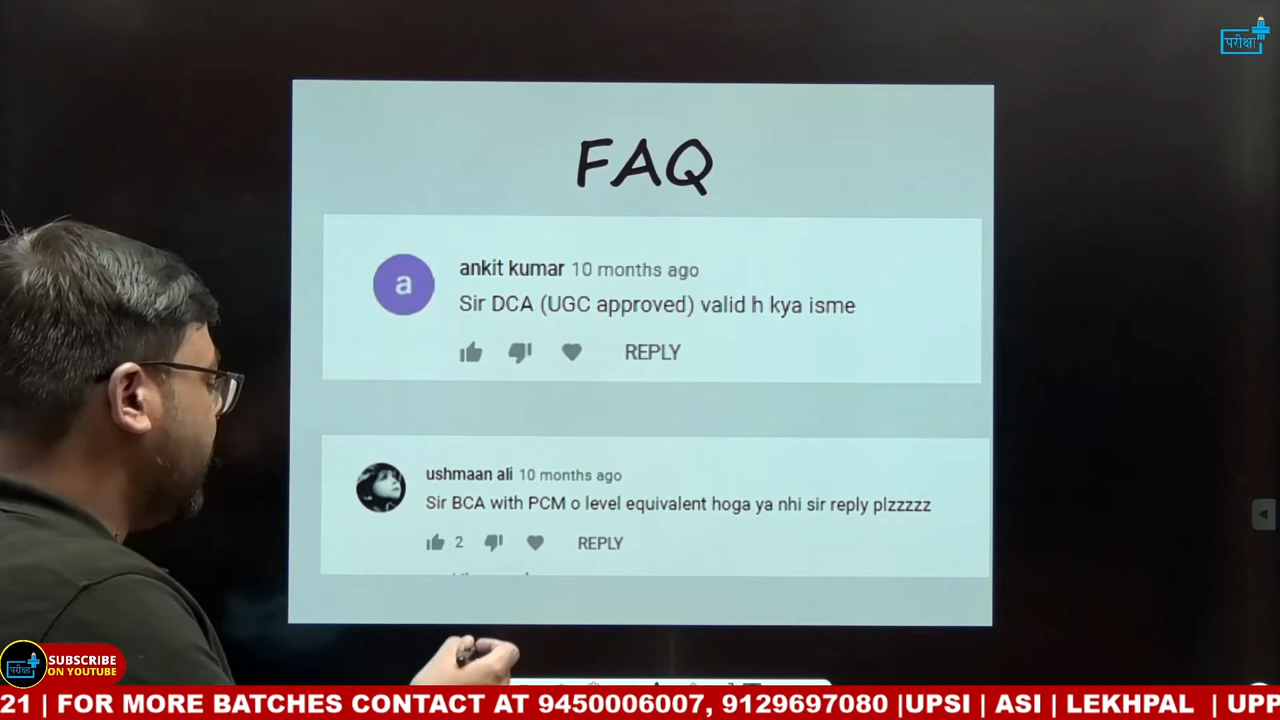 परीक्षा
FAQ
a
ankit kumar 10 months ago
Sir DCA (UGC approved) valid h kya isme
REPLY
ushmaan ali 10 months ago
Sir BCA with PCM o level equivalent hoga ya nhi sir reply plzzzzz
2 REPLY
परीक्षा
SUBSCRIBE
ON YOUTUBE
21 | FOR MORE BATCHES CONTACT AT 9450006007, 9129697080 |UPSI | ASI | LEKHPAL | UPP